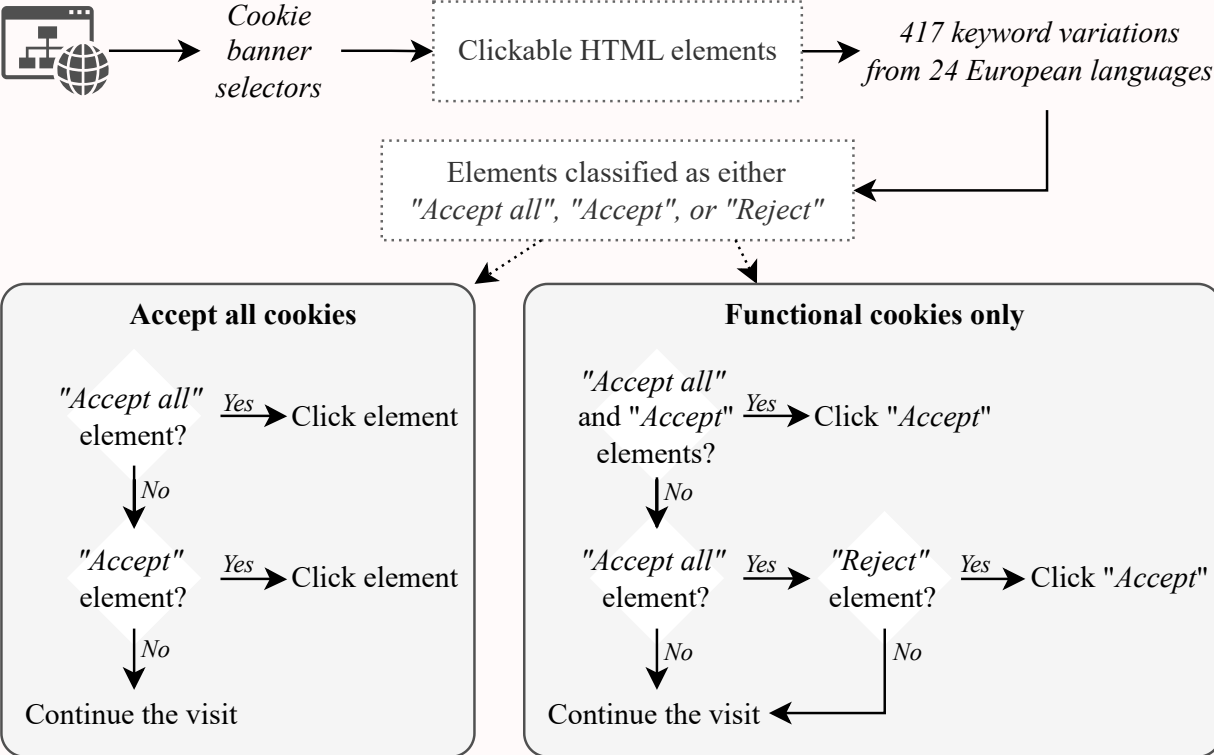 Cookie
banner
selectors
Clickable HTML elements
417 keyword variations
from 24 European languages
Elements classified as either
"Accept all", "Accept", or "Reject"
Accept all cookies
"Accept all"
element?
Yes
Click element
No
"Accept"
element?
Yes
Click element
No
Continue the visit
Functional cookies only
"Accept all"
and "Accept"
elements?
Yes
Click "Accept"
No
"Accept all"
element?
Yes
"Reject"
element?
Yes
Click "Accept"
No
No
Continue the visit